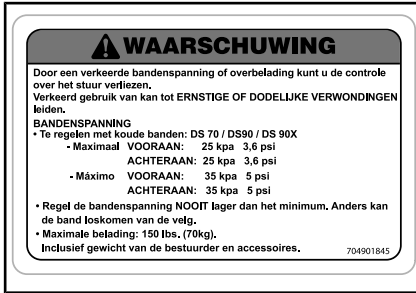 WAARSCHUWING
Door een verkeerde bandenspanning of overbelading kunt u de controle
over het stuur verliezen.
Verkeerd gebruik van kan tot ERNSTIGE OF DODELIJKE VERWONDINGEN
leiden.
BANDENSPANNING
• Te regelen met koude banden: DS 70 / DS90 / DS 90X
- Maximaal VOORAAN: 25 kpa 3,6 psi
ACHTERAAN: 25 kpa 3,6 psi
- Máximo VOORAAN: 35 kpa 5 psi
ACHTERAAN: 35 kpa 5 psi
• Regel de bandenspanning NOOIT lager dan het minimum. Anders kan
de band loskomen van de velg.
• Maximale belading: 150 lbs. (70kg).
Inclusief gewicht van de bestuurder en accessoires.
704901845